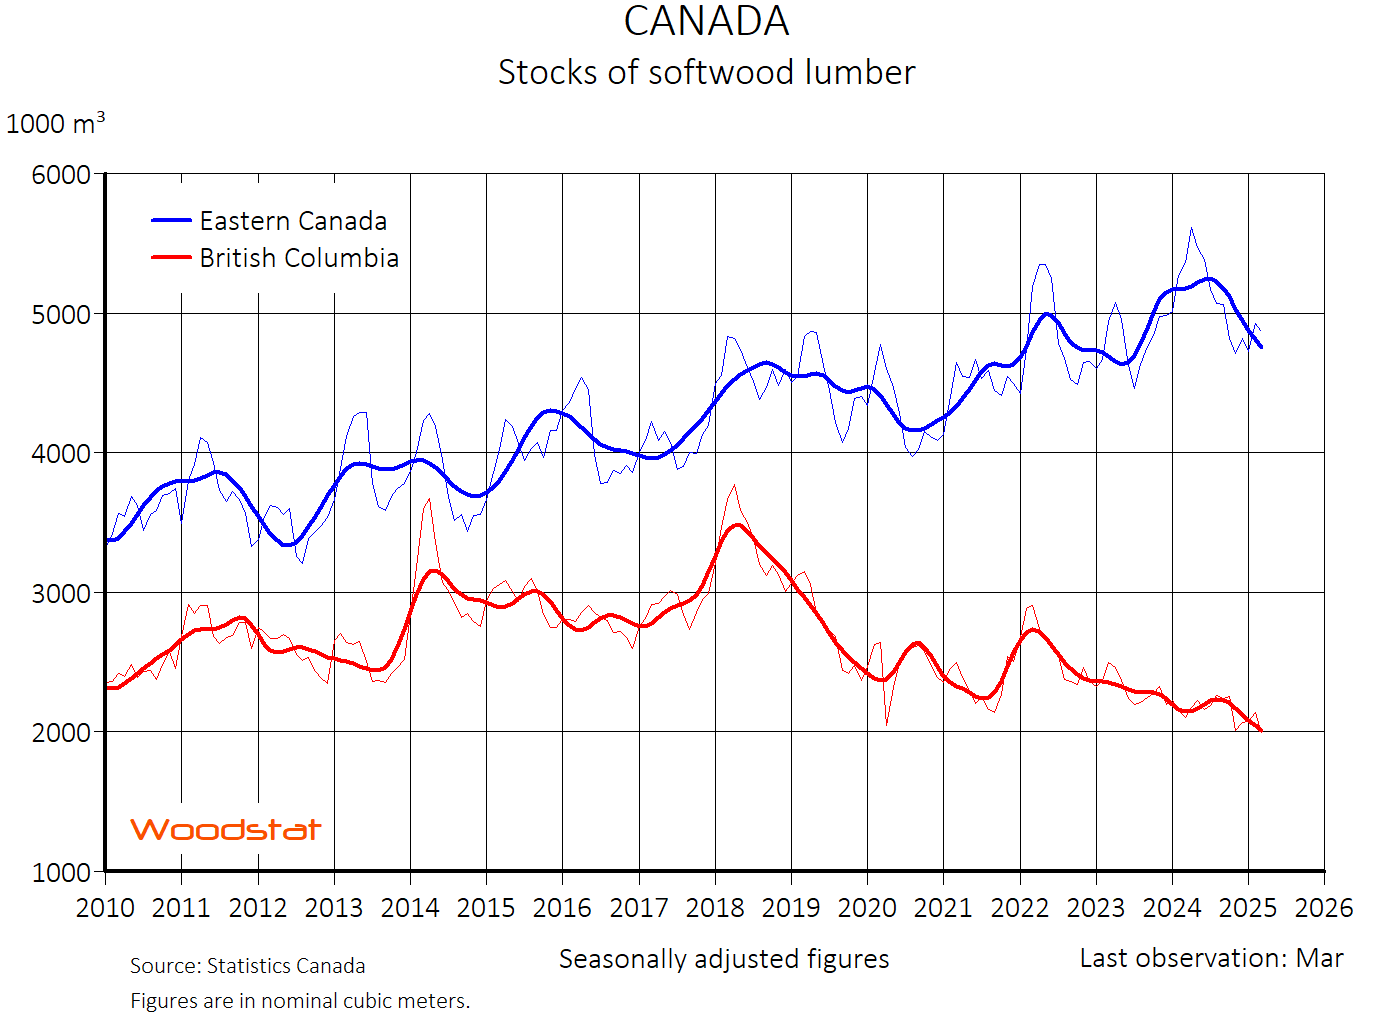 CANADA
Stocks of softwood lumber
1000 m³
6000
Eastern Canada
British Columbia
5000
4000
3000
2000
Woodstat
1000
2010 2011 2012 2013 2014 2015 2016 2017 2018 2019 2020 2021 2022 2023 2024 2025 2026
Source: Statistics Canada
Seasonally adjusted figures
Last observation: Mar
Figures are in nominal cubic meters.